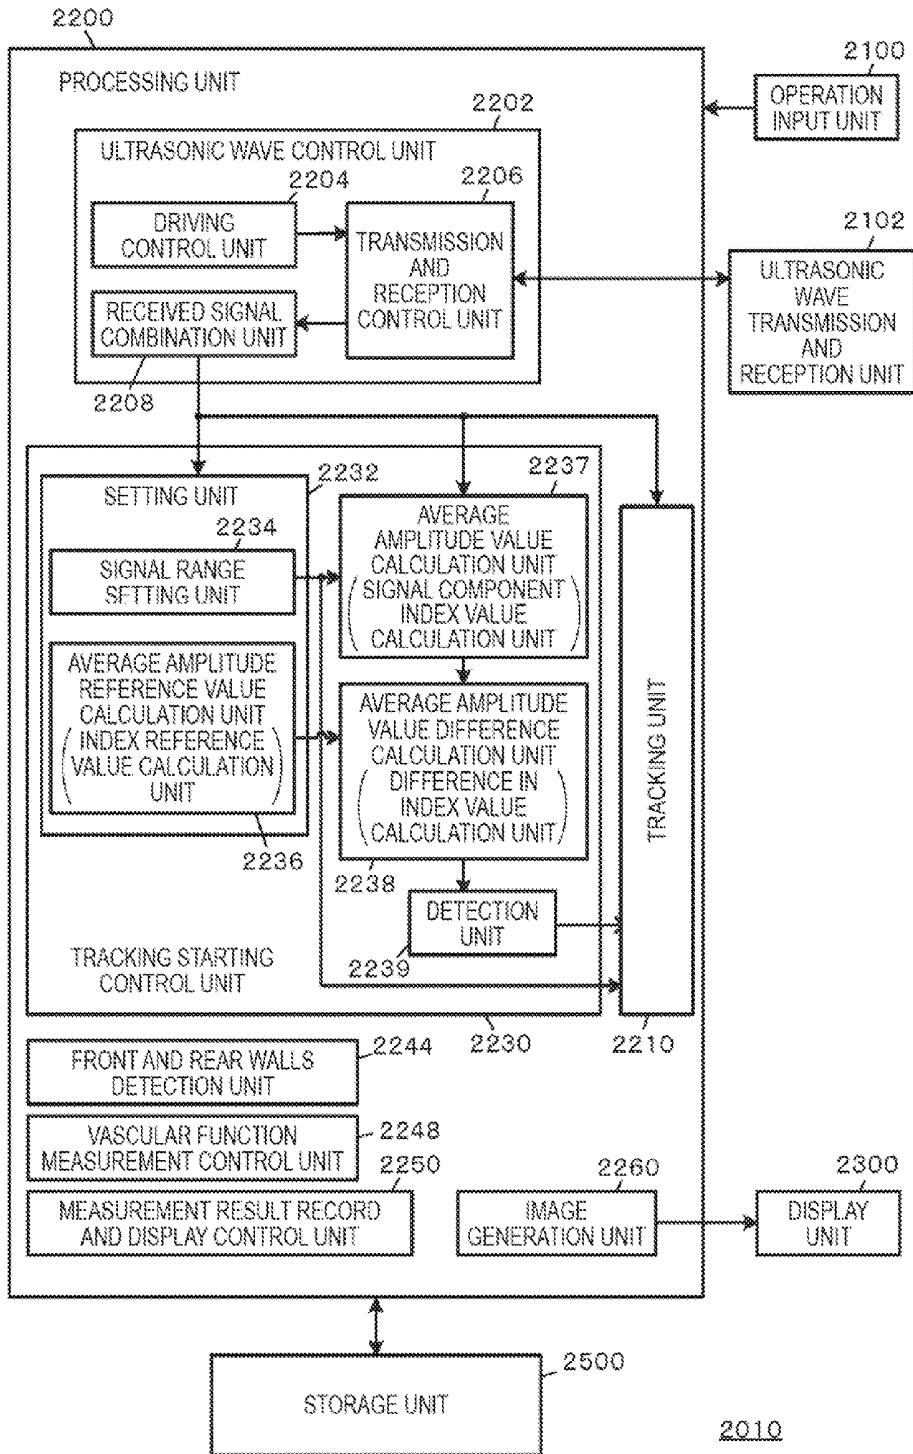 2200
PROCESSING UNIT
2100
OPERATION
INPUT UNIT
2202
ULTRASONIC WAVE CONTROL UNIT
2204
DRIVING
CONTROL UNIT
2206
TRANSMISSION
AND
RECEPTION
CONTROL UNIT
2102
ULTRASONIC
WAVE
TRANSMISSION
AND
RECEPTION UNIT
RECEIVED SIGNAL
COMBINATION UNIT
2208
2232
SETTING UNIT
2234
SIGNAL RANGE
SETTING UNIT
2237
AVERAGE
AMPLITUDE VALUE
CALCULATION UNIT
(SIGNAL COMPONENT
INDEX VALUE
CALCULATION UNIT)
AVERAGE AMPLITUDE
REFERENCE VALUE
CALCULATION UNIT
(INDEX REFERENCE
VALUE CALCULATION
UNIT)
2236
AVERAGE AMPLITUDE
VALUE DIFFERENCE
CALCULATION UNIT
(DIFFERENCE IN
INDEX VALUE
CALCULATION UNIT)
2238
TRACKING UNIT
DETECTION
UNIT
2239
TRACKING STARTING
CONTROL UNIT
2230
2210
2244
FRONT AND REAR WALLS
DETECTION UNIT
2248
VASCULAR FUNCTION
MEASUREMENT CONTROL UNIT
2250
MEASUREMENT RESULT RECORD
AND DISPLAY CONTROL UNIT
2260
IMAGE
GENERATION UNIT
2300
DISPLAY
UNIT
2500
STORAGE UNIT
2010